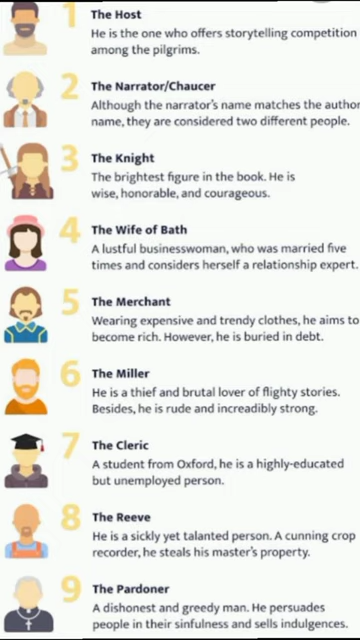 1
The Host
He is the one who offers storytelling competition
among the pilgrims.
2
The Narrator/Chaucer
Although the narrator's name matches the author
name, they are considered two different people.
3
The Knight
The brightest figure in the book. He is
wise, honorable, and courageous.
4
The Wife of Bath
A lustful businesswoman, who was married five
times and considers herself a relationship expert.
5
The Merchant
Wearing expensive and trendy clothes, he aims to
become rich. However, he is buried in debt.
6
The Miller
He is a thief and brutal lover of flighty stories.
Besides, he is rude and increadibly strong.
7
The Cleric
A student from Oxford, he is a highly-educated
but unemployed person.
8
The Reeve
He is a sickly yet talanted person. A cunning crop
recorder, he steals his master's property.
9
The Pardoner
A dishonest and greedy man. He persuades
people in their sinfulness and sells indulgences.